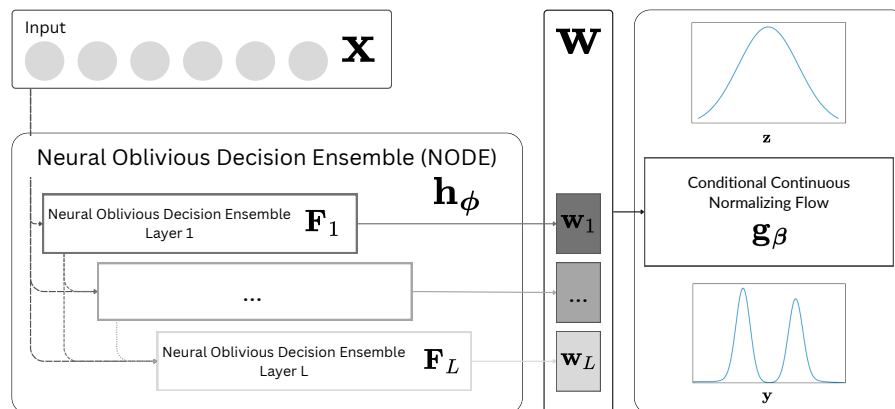 Input
x
Neural Oblivious Decision Ensemble (NODE)
h_ϕ
Neural Oblivious Decision Ensemble
Layer 1
F_1
...
Neural Oblivious Decision Ensemble
Layer L
F_L
w
w_1
...
w_L
z
Conditional Continuous
Normalizing Flow
g_β
y